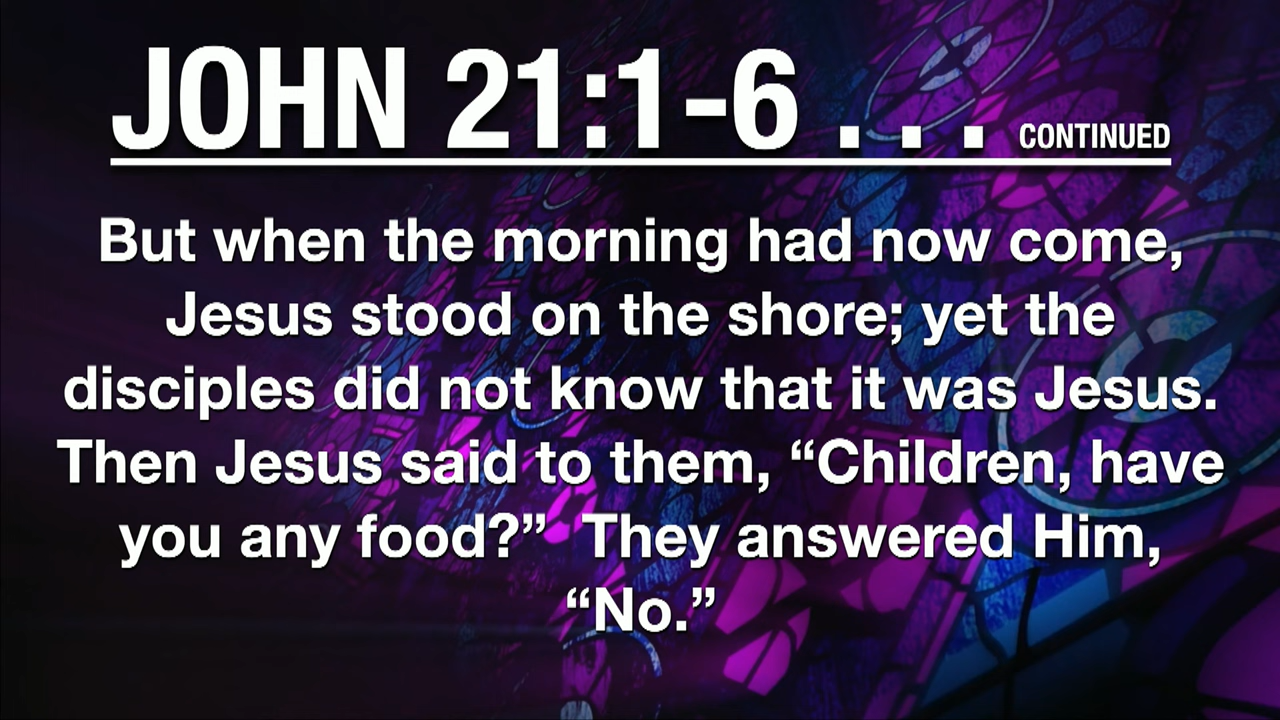 JOHN 21:1-6 . . . CONTINUED
But when the morning had now come,
Jesus stood on the shore; yet the
disciples did not know that it was Jesus.
Then Jesus said to them, “Children, have
you any food?” They answered Him,
“No.”